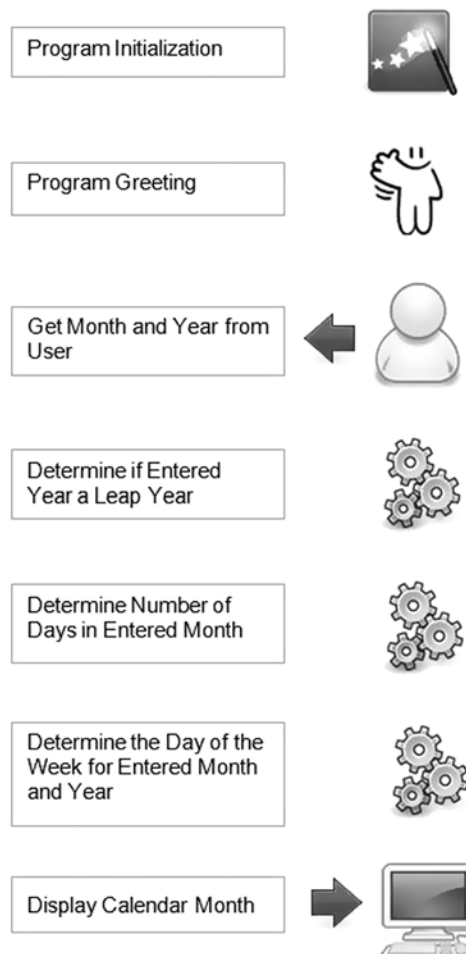 Program Initialization
Program Greeting
Get Month and Year from
User
Determine if Entered
Year a Leap Year
Determine Number of
Days in Entered Month
Determine the Day of the
Week for Entered Month
and Year
Display Calendar Month